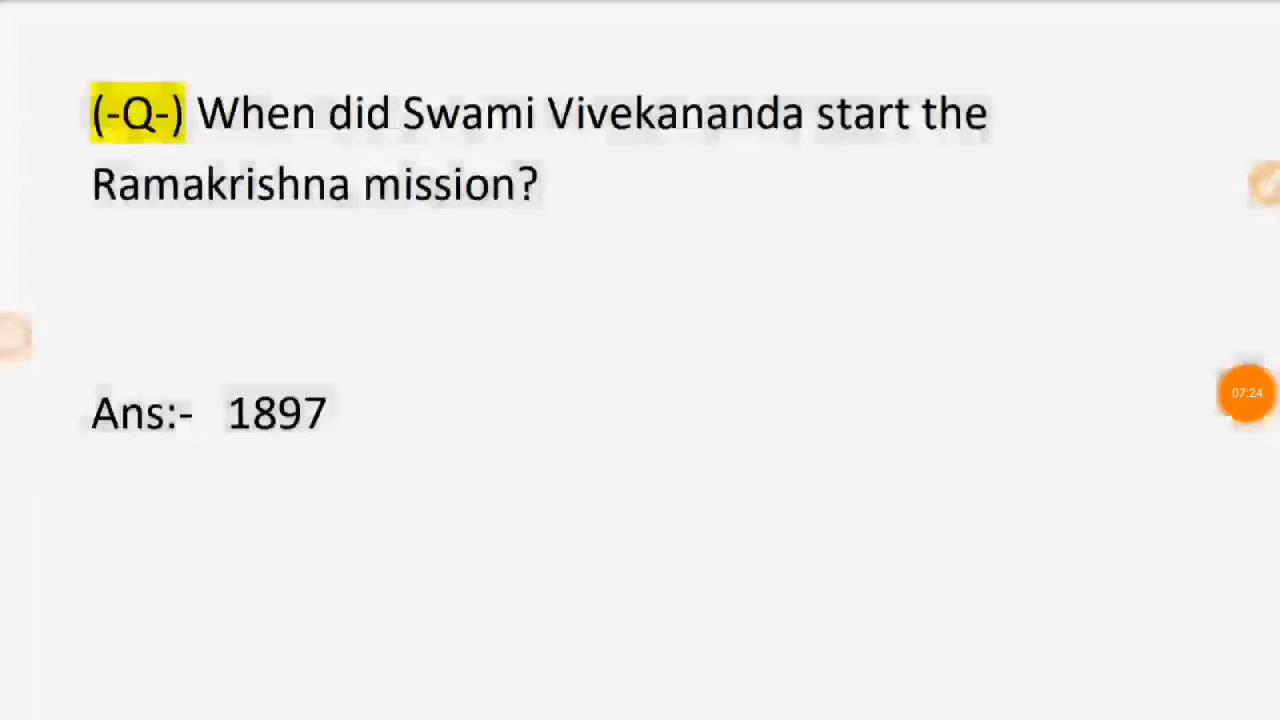 (-Q-) When did Swami Vivekananda start the
Ramakrishna mission?
Ans:- 1897
07:24